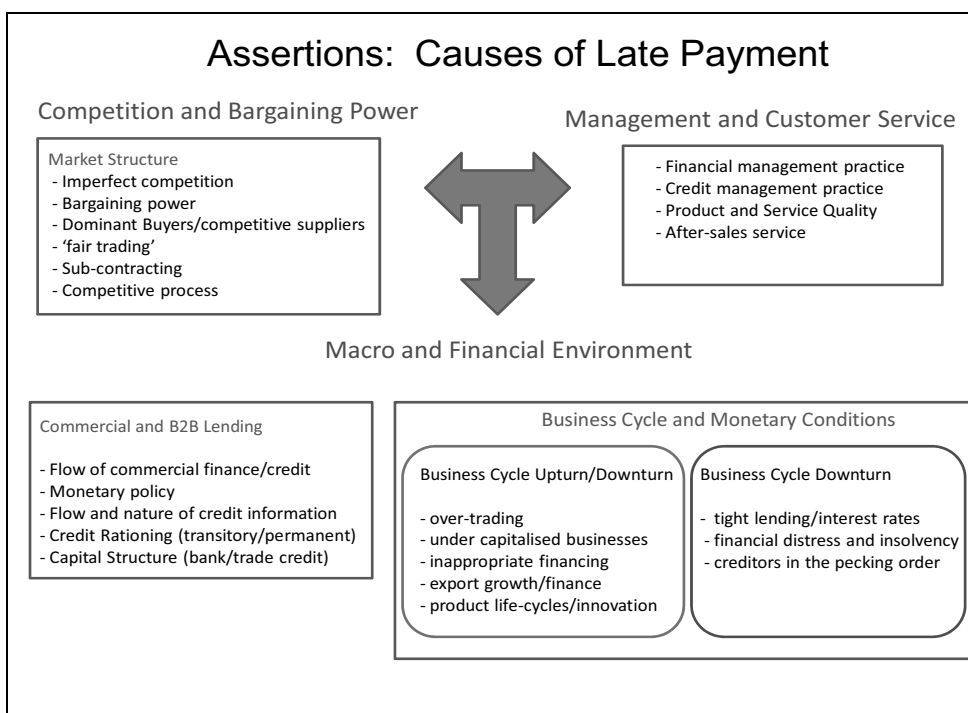 Assertions: Causes of Late Payment
Competition and Bargaining Power
Market Structure
- Imperfect competition
- Bargaining power
- Dominant Buyers/competitive suppliers
- ‘fair trading’
- Sub-contracting
- Competitive process
Management and Customer Service
- Financial management practice
- Credit management practice
- Product and Service Quality
- After-sales service
Macro and Financial Environment
Commercial and B2B Lending
- Flow of commercial finance/credit
- Monetary policy
- Flow and nature of credit information
- Credit Rationing (transitory/permanent)
- Capital Structure (bank/trade credit)
Business Cycle and Monetary Conditions
Business Cycle Upturn/Downturn
- over-trading
- under capitalised businesses
- inappropriate financing
- export growth/finance
- product life-cycles/innovation
Business Cycle Downturn
- tight lending/interest rates
- financial distress and insolvency
- creditors in the pecking order